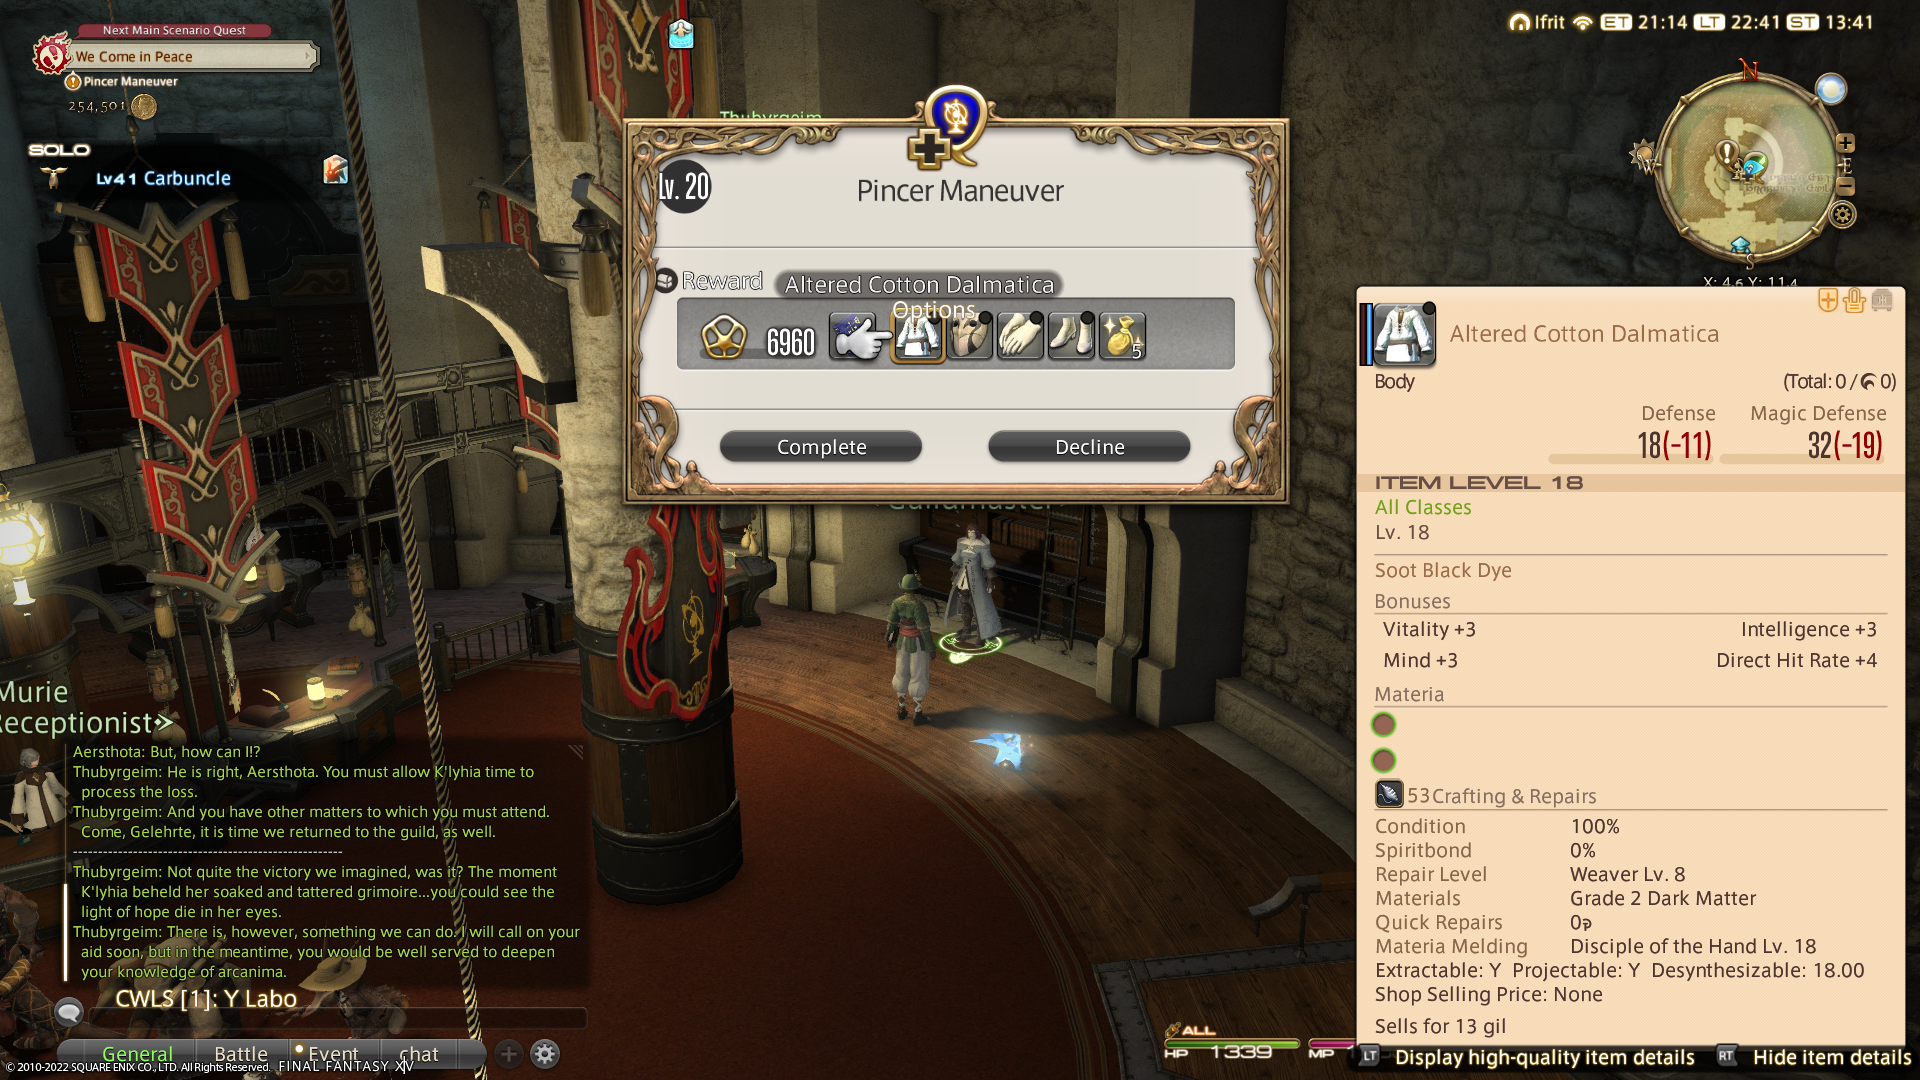 Next Main Scenario Quest
We Come in Peace
Pincer Maneuver
254,501
SOLO
Lv41 Carbuncle
Ifrit ET 21:14 LT 22:41 ST 13:41
N
W
E
S
X: 4.6 Y: 11.4
Thubyrgeim
Lv. 20
Pincer Maneuver
Reward
Altered Cotton Dalmatica
Options
6960
5
Complete
Decline
Guildmaster
Altered Cotton Dalmatica
Body
(Total: 0 / 0)
Defense Magic Defense
18(-11) 32(-19)
ITEM LEVEL 18
All Classes
Lv. 18
Soot Black Dye
Bonuses
Vitality +3 Intelligence +3
Mind +3 Direct Hit Rate +4
Materia
53 Crafting & Repairs
Condition 100%
Spiritbond 0%
Repair Level Weaver Lv. 8
Materials Grade 2 Dark Matter
Quick Repairs 0
Materia Melding Disciple of the Hand Lv. 18
Extractable: Y Projectable: Y Desynthesizable: 18.00
Shop Selling Price: None
Sells for 13 gil
LT Display high-quality item details RT Hide item details
Murie
Receptionist
Aersthota: But, how can I!?
Thubyrgeim: He is right, Aersthota. You must allow K'lyhia time to
process the loss.
Thubyrgeim: And you have other matters to which you must attend.
Come, Gelehrte, it is time we returned to the guild, as well.
------------------------------------------------------
Thubyrgeim: Not quite the victory we imagined, was it? The moment
K'lyhia beheld her soaked and tattered grimoire...you could see the
light of hope die in her eyes.
Thubyrgeim: There is, however, something we can do. I will call on your
aid soon, but in the meantime, you would be well served to deepen
your knowledge of arcanima.
CWLS [1]: Y Labo
General Battle Event chat
© 2010-2022 SQUARE ENIX CO., LTD. All Rights Reserved. FINAL FANTASY XIV
ALL
HP 1339 MP